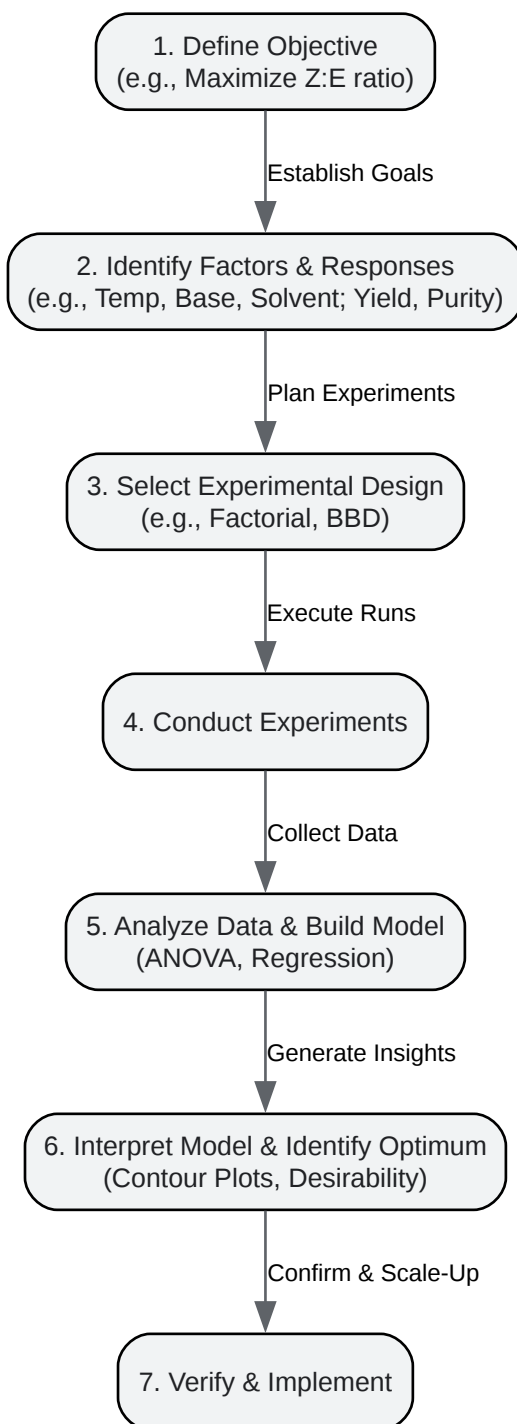 1. Define Objective
(e.g., Maximize Z:E ratio)
Establish Goals
2. Identify Factors & Responses
(e.g., Temp, Base, Solvent; Yield, Purity)
Plan Experiments
3. Select Experimental Design
(e.g., Factorial, BBD)
Execute Runs
4. Conduct Experiments
Collect Data
5. Analyze Data & Build Model
(ANOVA, Regression)
Generate Insights
6. Interpret Model & Identify Optimum
(Contour Plots, Desirability)
Confirm & Scale-Up
7. Verify & Implement